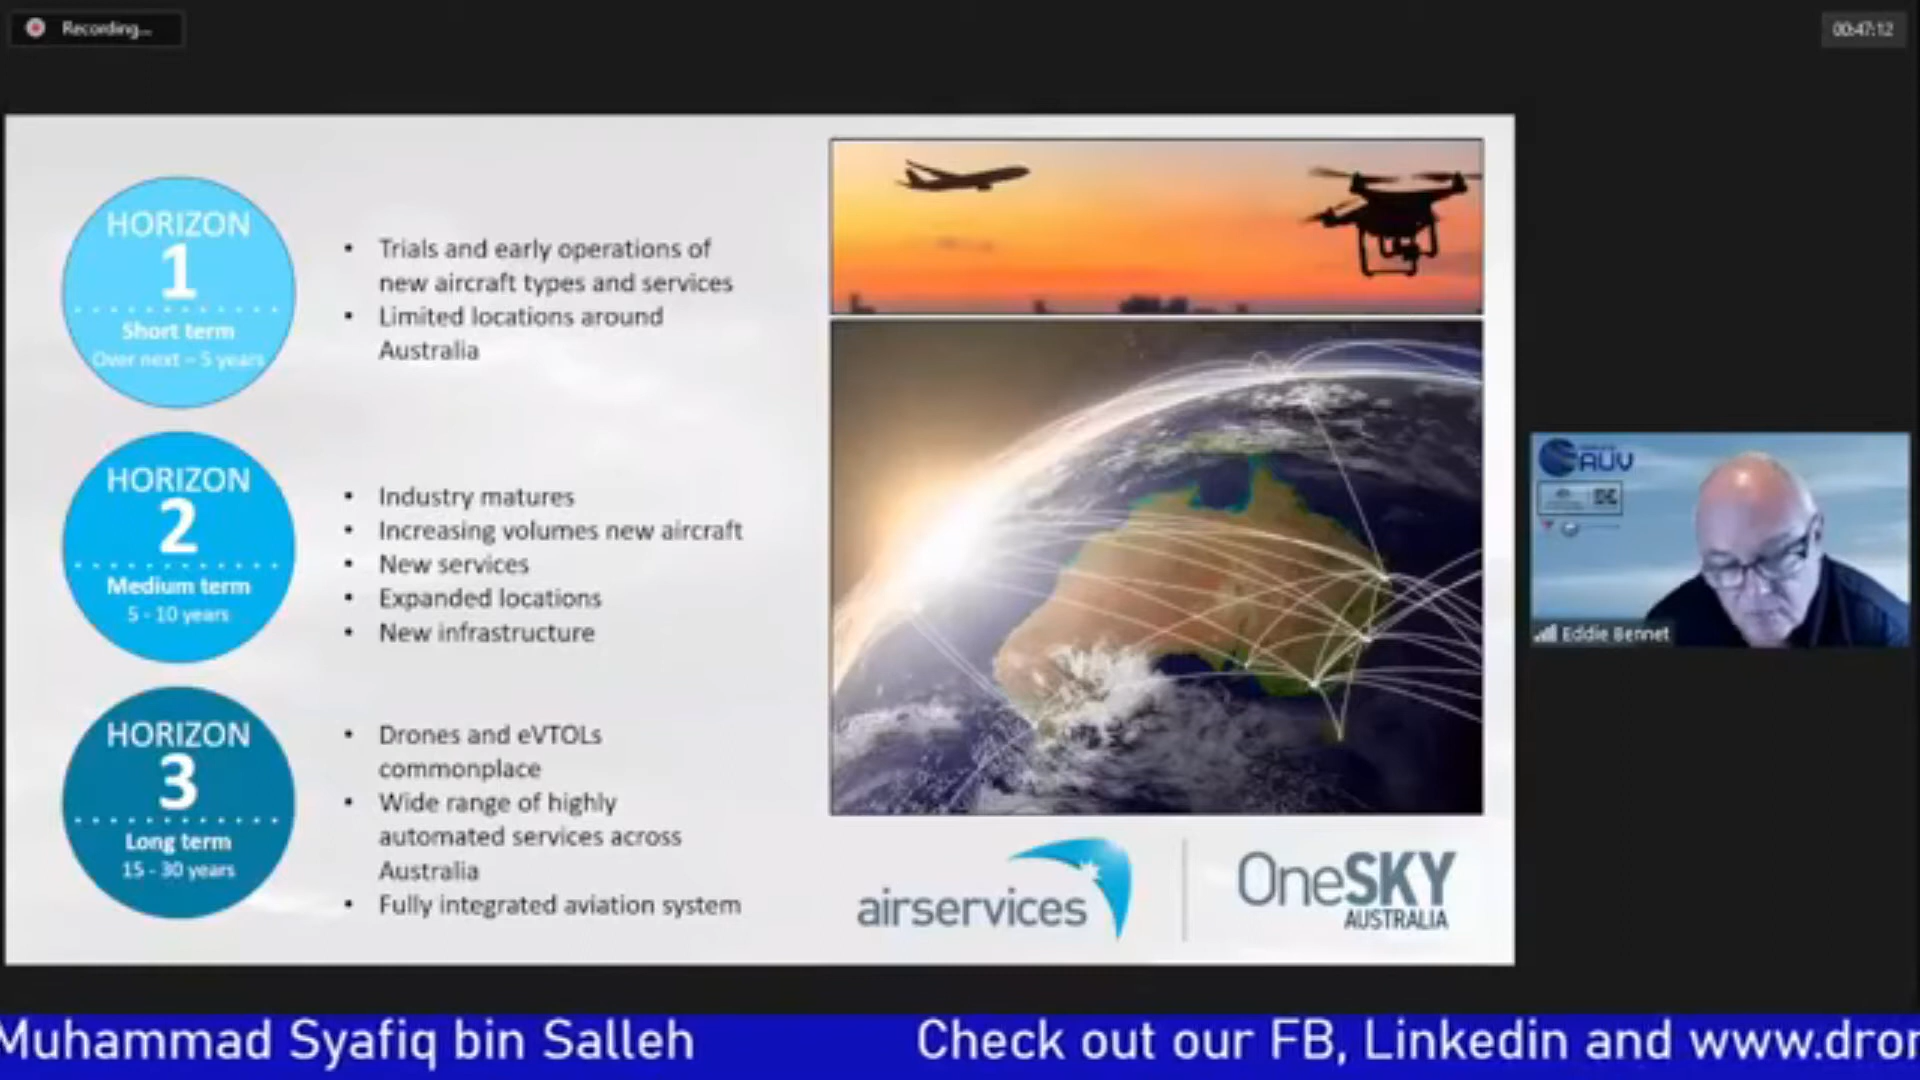 Recording...
00:47:12
HORIZON
1
Short term
Over next – 5 years
• Trials and early operations of
new aircraft types and services
• Limited locations around
Australia
HORIZON
2
Medium term
5 - 10 years
• Industry matures
• Increasing volumes new aircraft
• New services
• Expanded locations
• New infrastructure
HORIZON
3
Long term
15 - 30 years
• Drones and eVTOLs
commonplace
• Wide range of highly
automated services across
Australia
• Fully integrated aviation system
airservices
OneSKY
AUSTRALIA
AUV
Eddie Bennet
Muhammad Syafiq bin Salleh
Check out our FB, Linkedin and www.dron